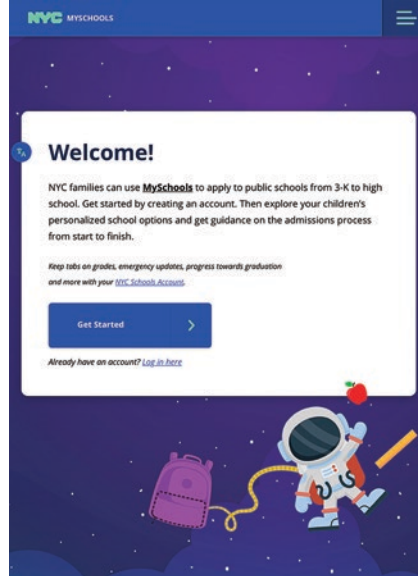 NYC MYSCHOOLS
Welcome!
NYC families can use MySchools to apply to public schools from 3-K to high
school. Get started by creating an account. Then explore your children's
personalized school options and get guidance on the admissions process
from start to finish.
Keep tabs on grades, emergency updates, progress towards graduation
and more with your NYC Schools Account.
Get Started
Already have an account? Log in here